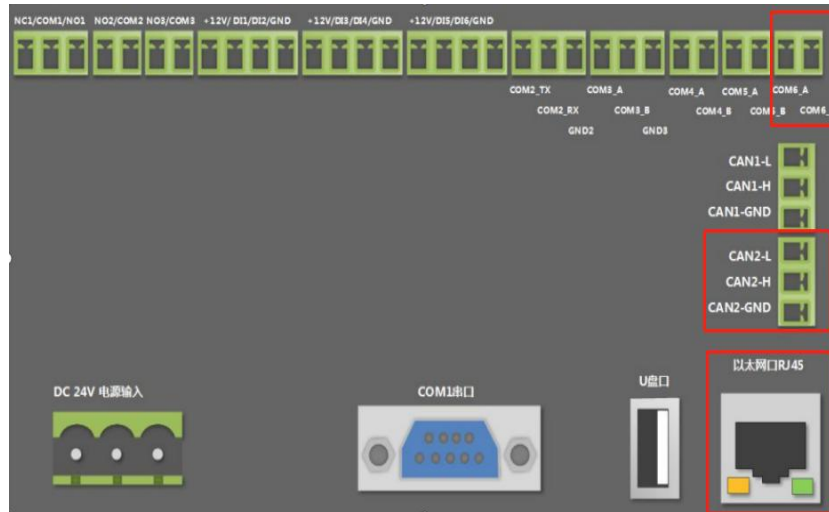 NC1/COM1/NO1 NO2/COM2 NO3/COM3 +12V/DI1/DI2/GND +12V/DI3/DI4/GND +12V/DI5/DI6/GND
COM2_TX COM3_A COM4_A COM5_A COM6_A
COM2_RX COM3_B COM4_B COM5_B COM6_
GND2 GND3
CAN1-L
CAN1-H
CAN1-GND
CAN2-L
CAN2-H
CAN2-GND
以太网口RJ45
U盘口
DC 24V 电源输入 COM1串口